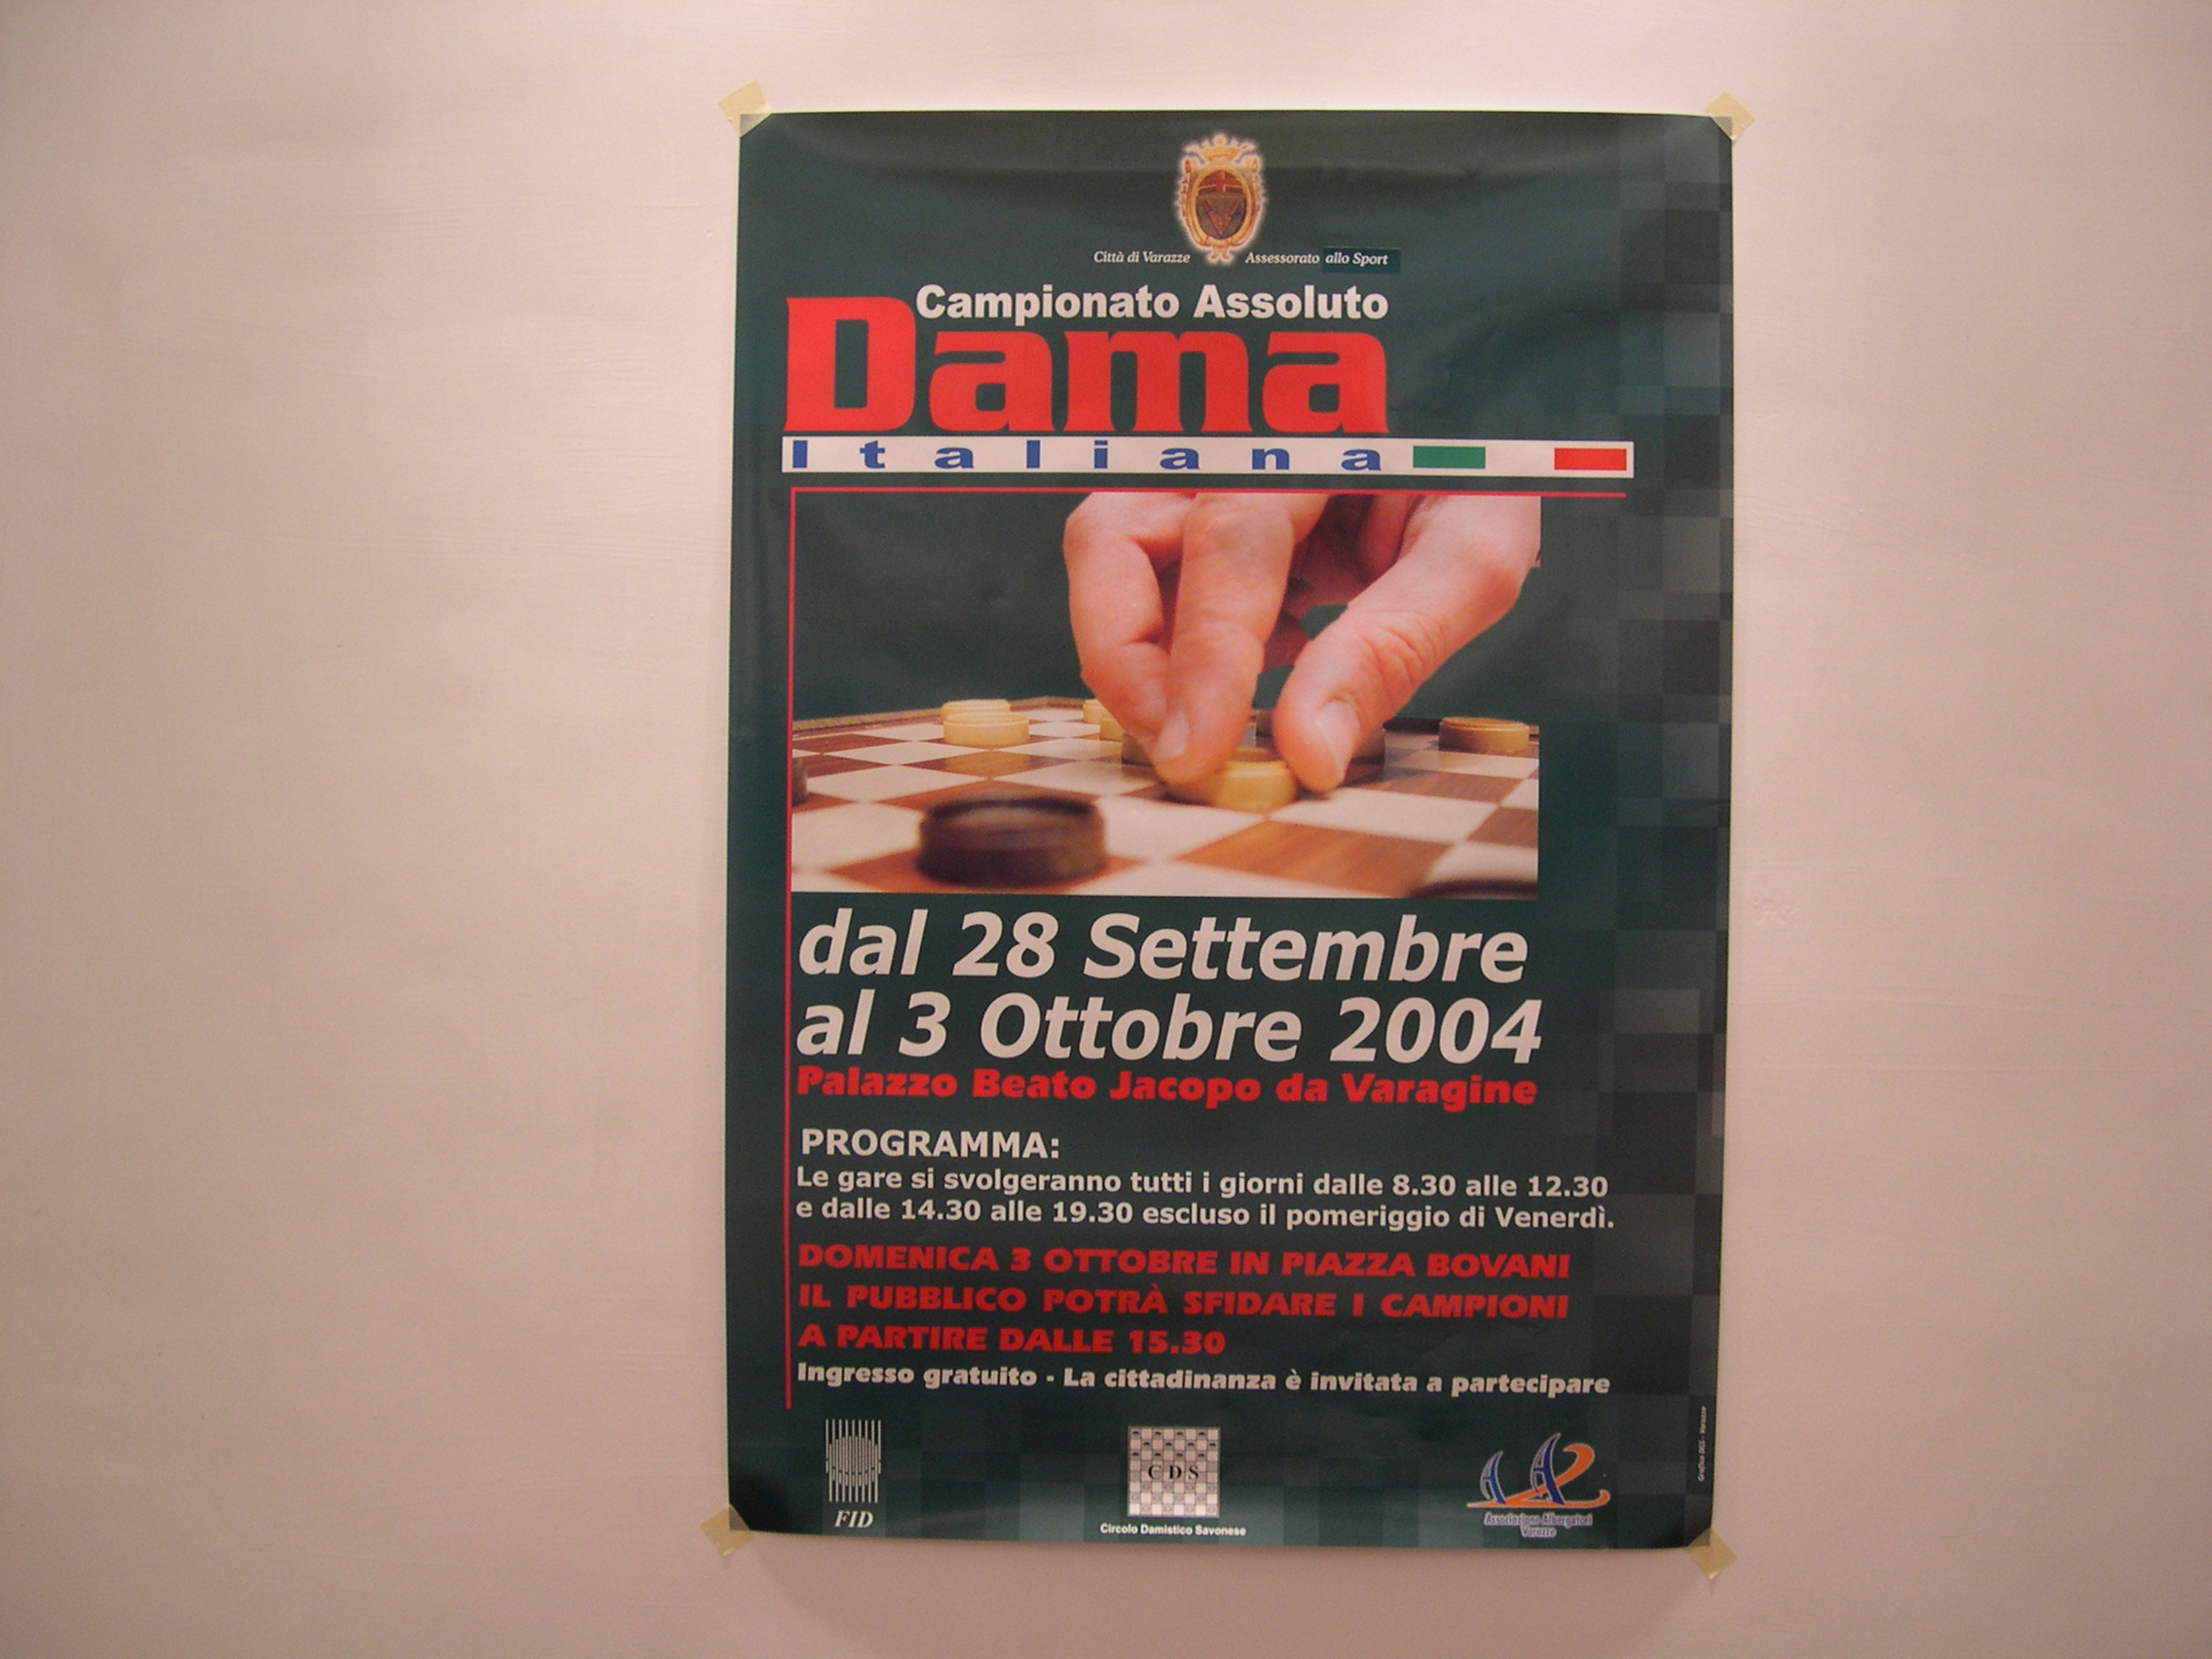 Città di Varazze Assessorato allo Sport
Campionato Assoluto
Dama
Italiana
dal 28 Settembre
al 3 Ottobre 2004
Palazzo Beato Jacopo da Varagine
PROGRAMMA:
Le gare si svolgeranno tutti i giorni dalle 8.30 alle 12.30
e dalle 14.30 alle 19.30 escluso il pomeriggio di Venerdì.
DOMENICA 3 OTTOBRE IN PIAZZA BOVANI
IL PUBBLICO POTRÀ SFIDARE I CAMPIONI
A PARTIRE DALLE 15.30
Ingresso gratuito - La cittadinanza è invitata a partecipare
FID
CDS
Circolo Damistico Savonese
Associazione Albergatori
Varazze